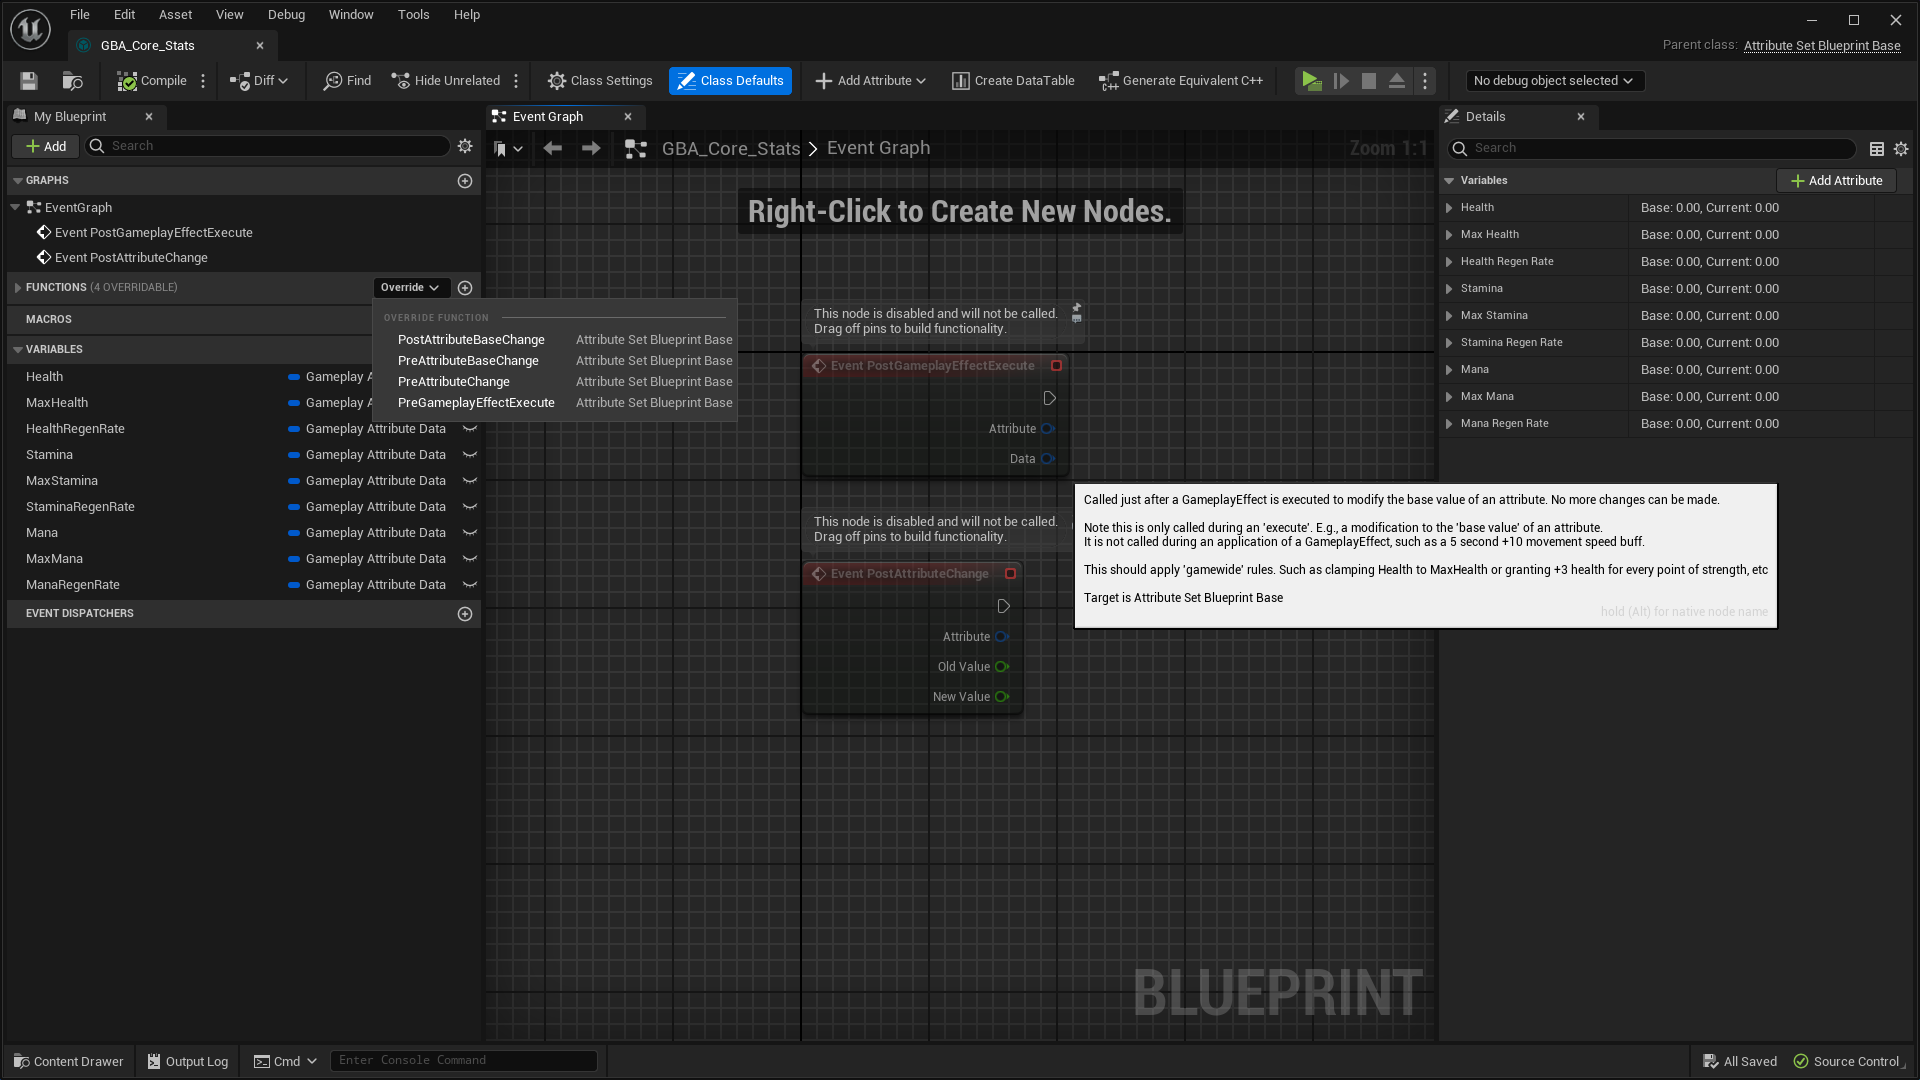 File Edit Asset View Debug Window Tools Help
GBA_Core_Stats
Parent class: Attribute Set Blueprint Base
Compile Diff Find Hide Unrelated Class Settings Class Defaults Add Attribute Create DataTable Generate Equivalent C++ No debug object selected
My Blueprint
Add Search
GRAPHS
EventGraph
Event PostGameplayEffectExecute
Event PostAttributeChange
FUNCTIONS (4 OVERRIDABLE) Override
OVERRIDE FUNCTION
PostAttributeBaseChange Attribute Set Blueprint Base
PreAttributeBaseChange Attribute Set Blueprint Base
PreAttributeChange Attribute Set Blueprint Base
PreGameplayEffectExecute Attribute Set Blueprint Base
MACROS
VARIABLES
Health Gameplay A
MaxHealth Gameplay A
HealthRegenRate Gameplay Attribute Data
Stamina Gameplay Attribute Data
MaxStamina Gameplay Attribute Data
StaminaRegenRate Gameplay Attribute Data
Mana Gameplay Attribute Data
MaxMana Gameplay Attribute Data
ManaRegenRate Gameplay Attribute Data
EVENT DISPATCHERS
Event Graph
GBA_Core_Stats > Event Graph
Zoom 1:1
Right-Click to Create New Nodes.
This node is disabled and will not be called.
Drag off pins to build functionality.
Event PostGameplayEffectExecute
Attribute
Data
This node is disabled and will not be called.
Drag off pins to build functionality.
Event PostAttributeChange
Attribute
Old Value
New Value
Called just after a GameplayEffect is executed to modify the base value of an attribute. No more changes can be made.
Note this is only called during an 'execute'. E.g., a modification to the 'base value' of an attribute.
It is not called during an application of a GameplayEffect, such as a 5 second +10 movement speed buff.
This should apply 'gamewide' rules. Such as clamping Health to MaxHealth or granting +3 health for every point of strength, etc
Target is Attribute Set Blueprint Base
hold (Alt) for native node name
BLUEPRINT
Details
Search
Variables Add Attribute
Health Base: 0.00, Current: 0.00
Max Health Base: 0.00, Current: 0.00
Health Regen Rate Base: 0.00, Current: 0.00
Stamina Base: 0.00, Current: 0.00
Max Stamina Base: 0.00, Current: 0.00
Stamina Regen Rate Base: 0.00, Current: 0.00
Mana Base: 0.00, Current: 0.00
Max Mana Base: 0.00, Current: 0.00
Mana Regen Rate Base: 0.00, Current: 0.00
Content Drawer Output Log Cmd Enter Console Command All Saved Source Control